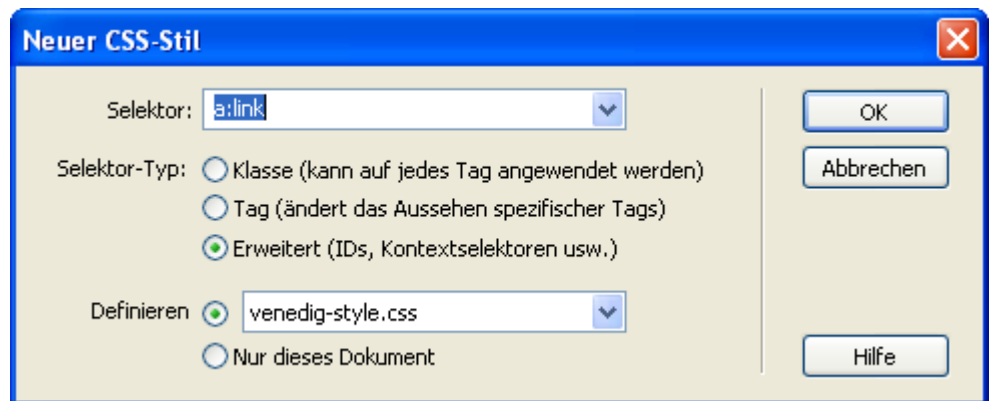 Neuer CSS-Stil
Selektor: a:link
OK
Selektor-Typ: Klasse (kann auf jedes Tag angewendet werden)
Abbrechen
Tag (ändert das Aussehen spezifischer Tags)
Erweitert (IDs, Kontextselektoren usw.)
Definieren venedig-style.css
Nur dieses Dokument
Hilfe